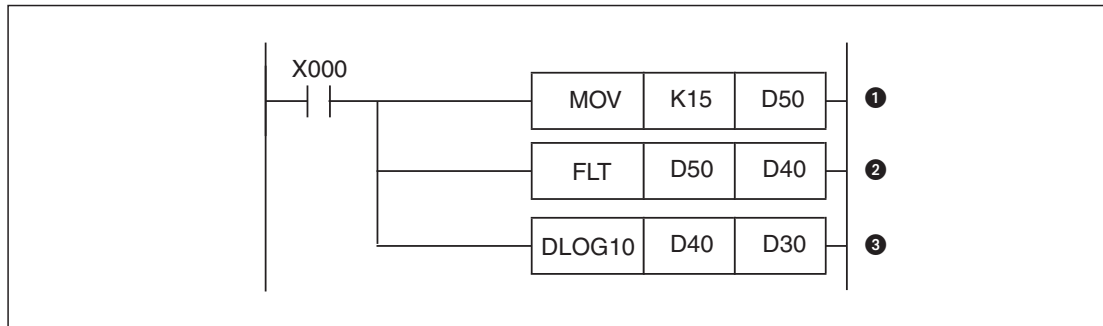 X000
MOV K15 D50 ❶
FLT D50 D40 ❷
DLOG10 D40 D30 ❸